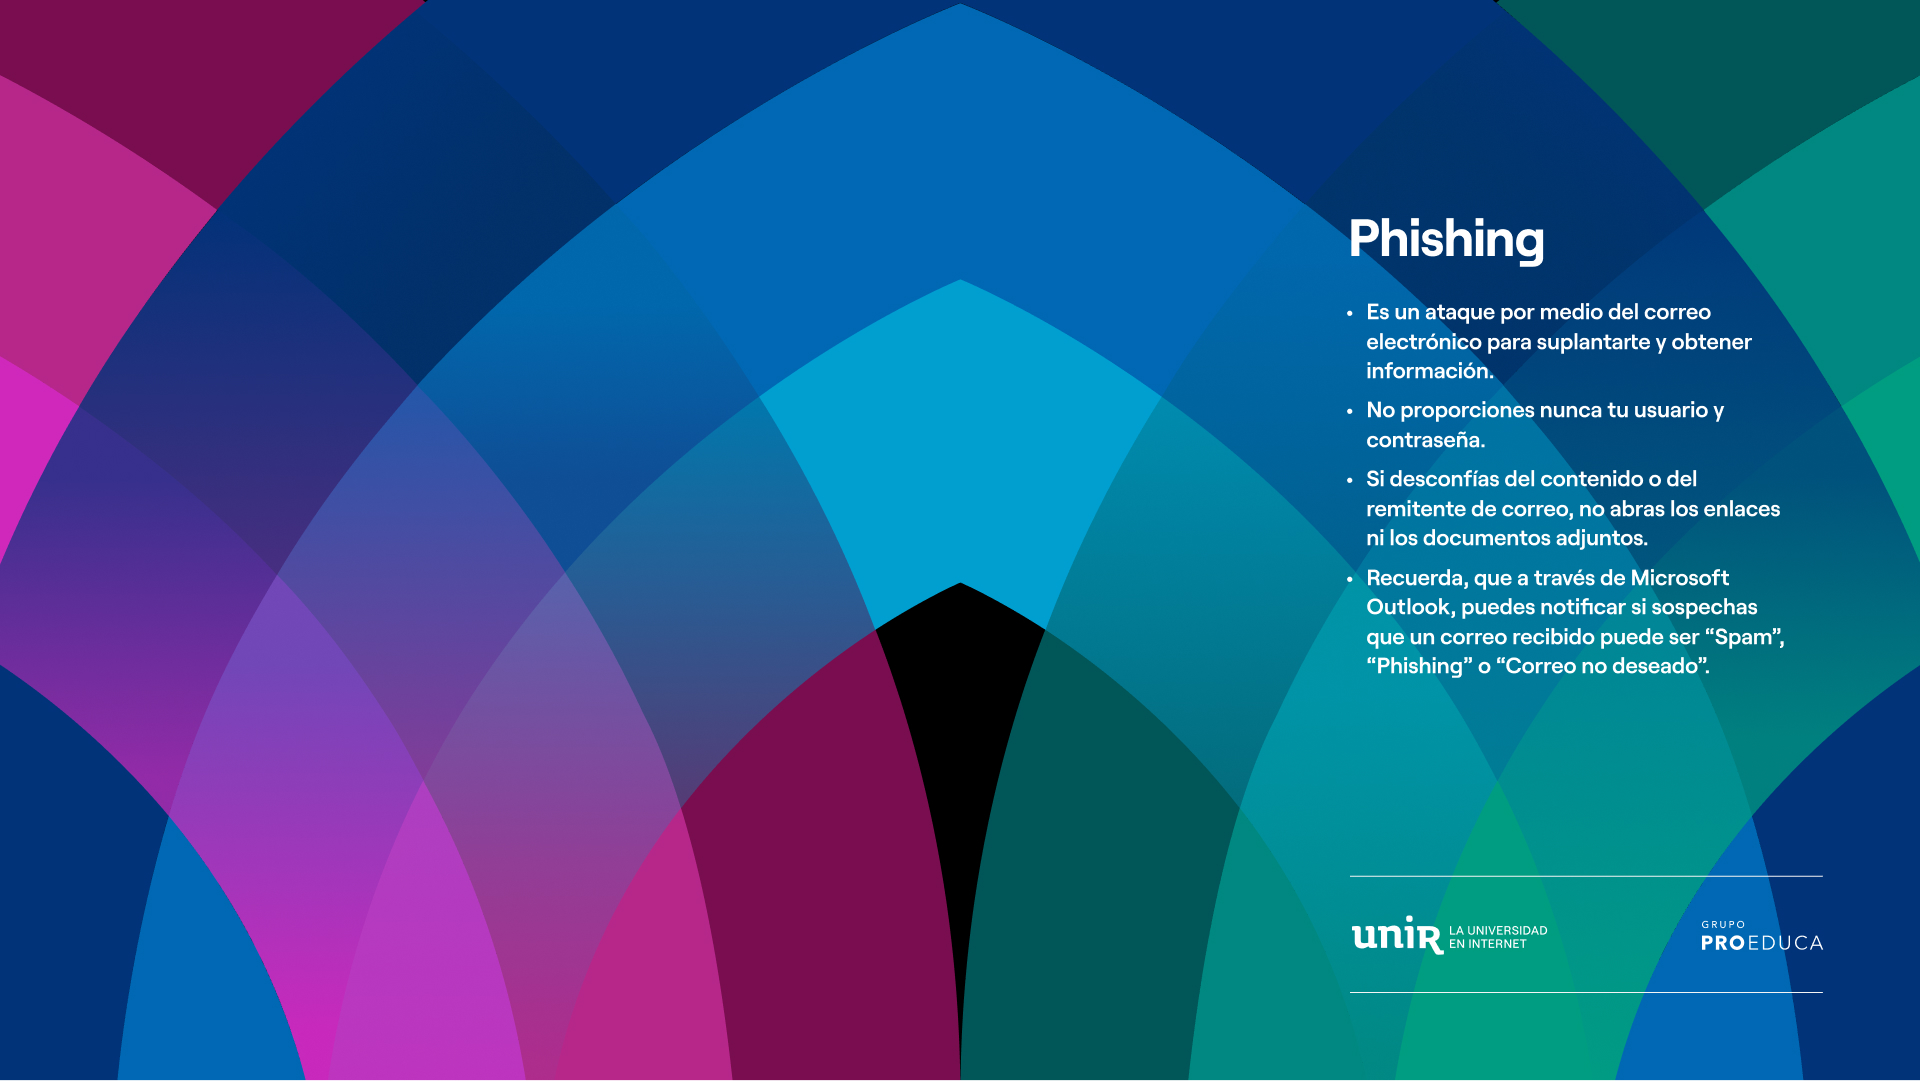 Phishing
• Es un ataque por medio del correo
electrónico para suplantarte y obtener
información.
• No proporciones nunca tu usuario y
contraseña.
• Si desconfías del contenido o del
remitente de correo, no abras los enlaces
ni los documentos adjuntos.
• Recuerda, que a través de Microsoft
Outlook, puedes notificar si sospechas
que un correo recibido puede ser “Spam”,
“Phishing” o “Correo no deseado”.
uniR LA UNIVERSIDAD
EN INTERNET
GRUPO
PROEDUCA